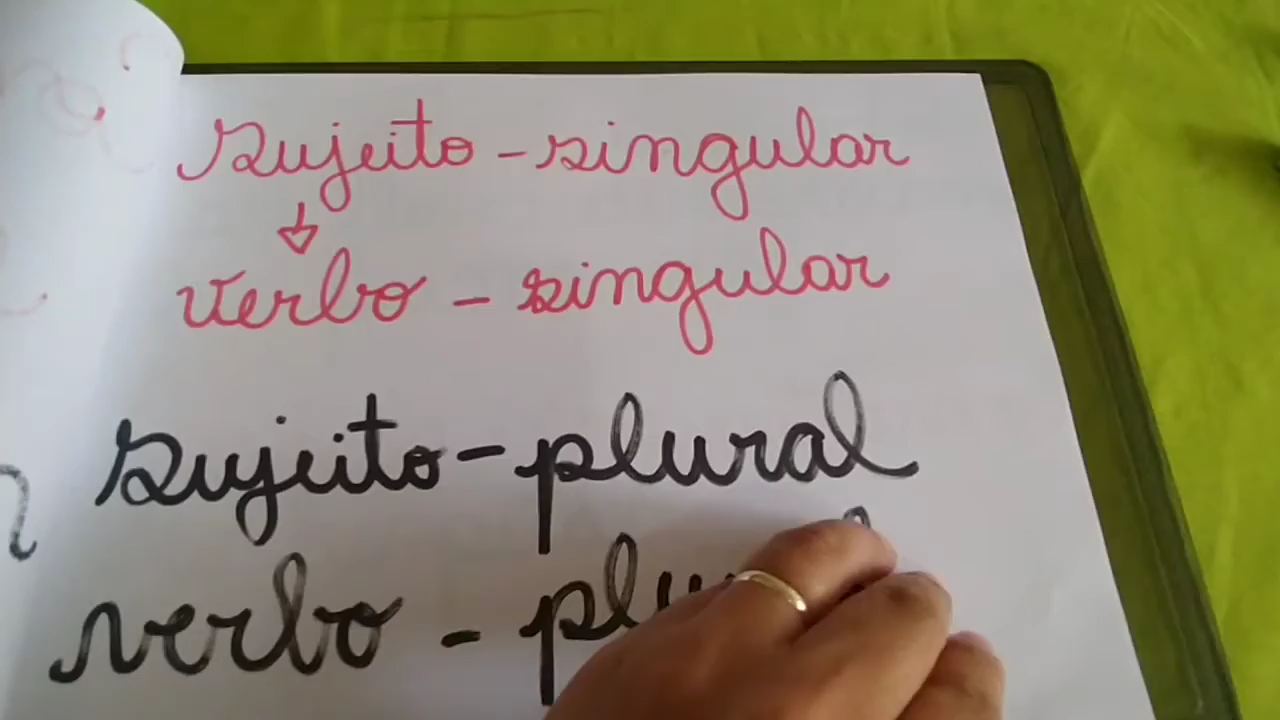 Sujeito - singular
Verbo - singular
Sujeito - plural
verbo -